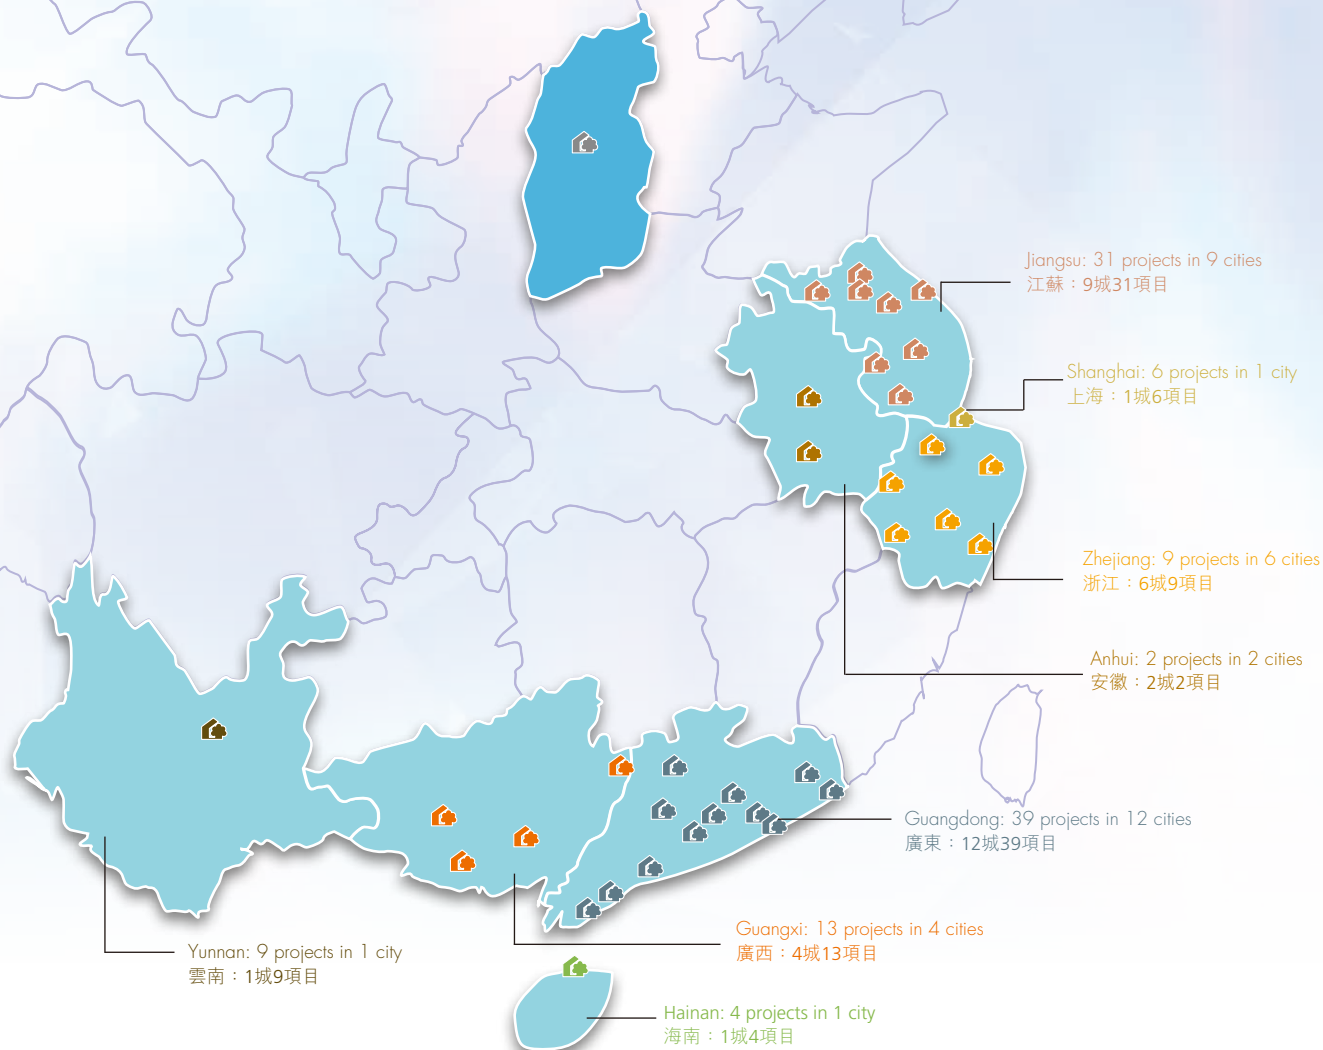 Jiangsu: 31 projects in 9 cities
江蘇：9城31項目
Shanghai: 6 projects in 1 city
上海：1城6項目
Zhejiang: 9 projects in 6 cities
浙江：6城9項目
Anhui: 2 projects in 2 cities
安徽：2城2項目
Guangdong: 39 projects in 12 cities
廣東：12城39項目
Guangxi: 13 projects in 4 cities
廣西：4城13項目
Yunnan: 9 projects in 1 city
雲南：1城9項目
Hainan: 4 projects in 1 city
海南：1城4項目